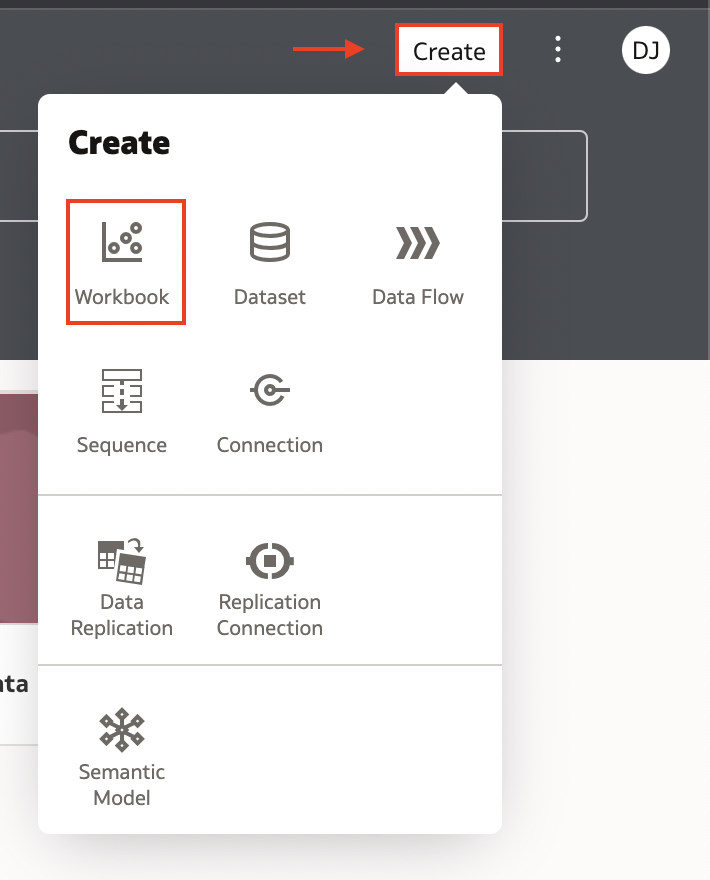 Create
DJ
Create
Workbook
Dataset
Data Flow
Sequence
Connection
Data
Replication
Replication
Connection
ata
Semantic
Model